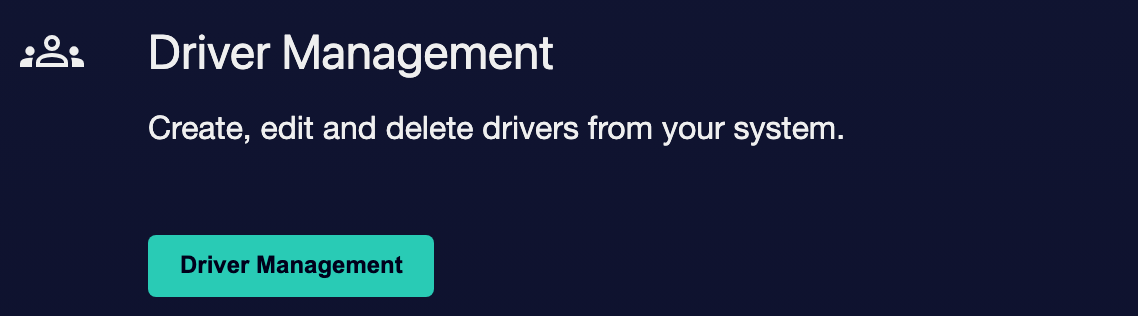 Driver Management
Create, edit and delete drivers from your system.
Driver Management